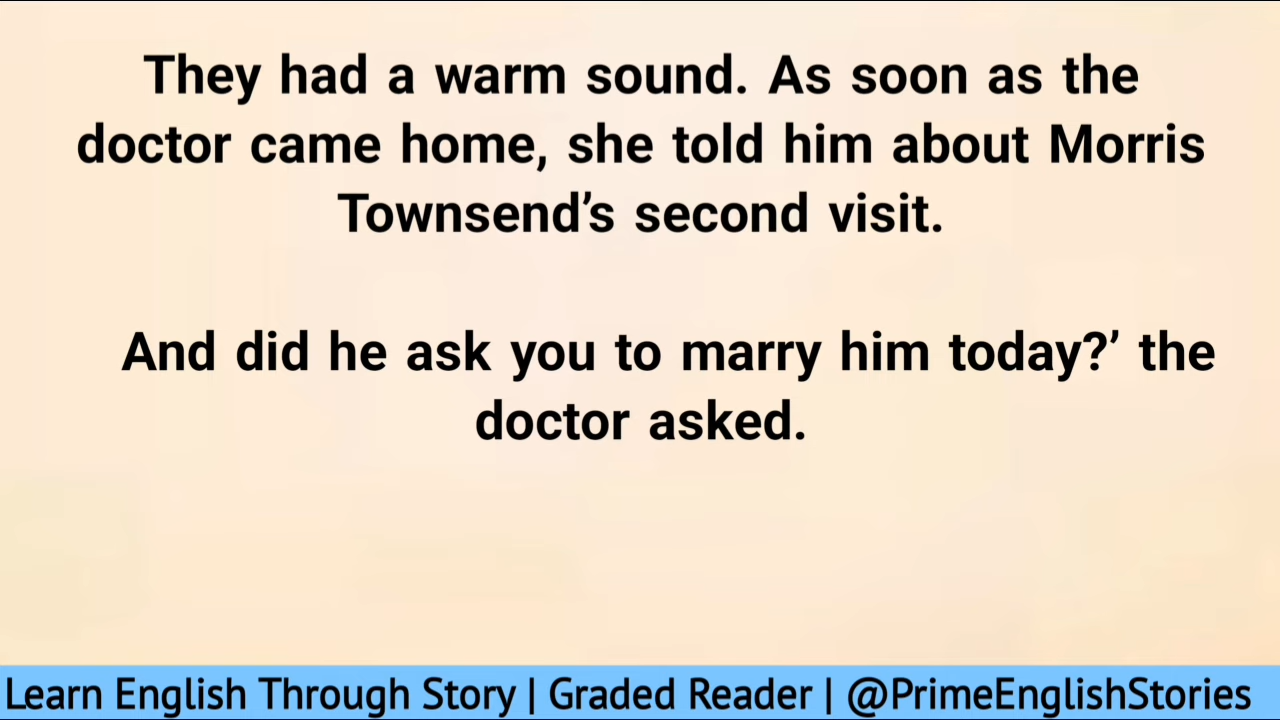 They had a warm sound. As soon as the
doctor came home, she told him about Morris
Townsend’s second visit.
And did he ask you to marry him today?’ the
doctor asked.
Learn English Through Story | Graded Reader | @PrimeEnglishStories